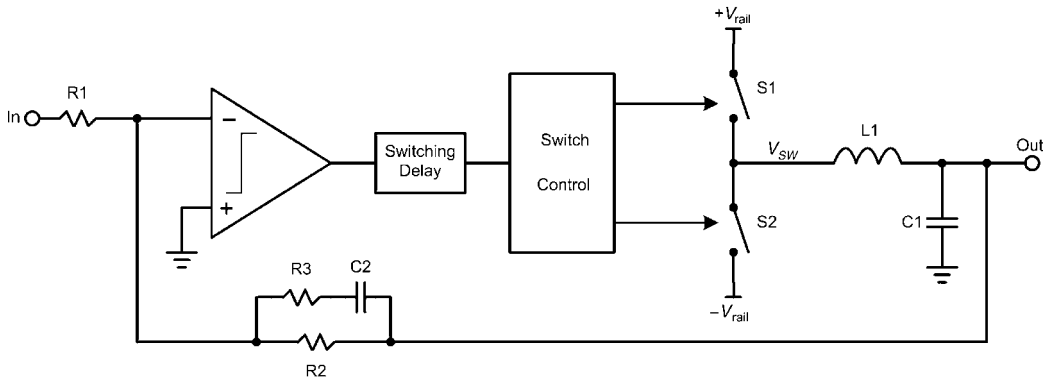 +Vrail
In
R1
−
+
Switching
Delay
Switch
Control
S1
VSW
L1
Out
S2
C1
R3
C2
R2
−Vrail